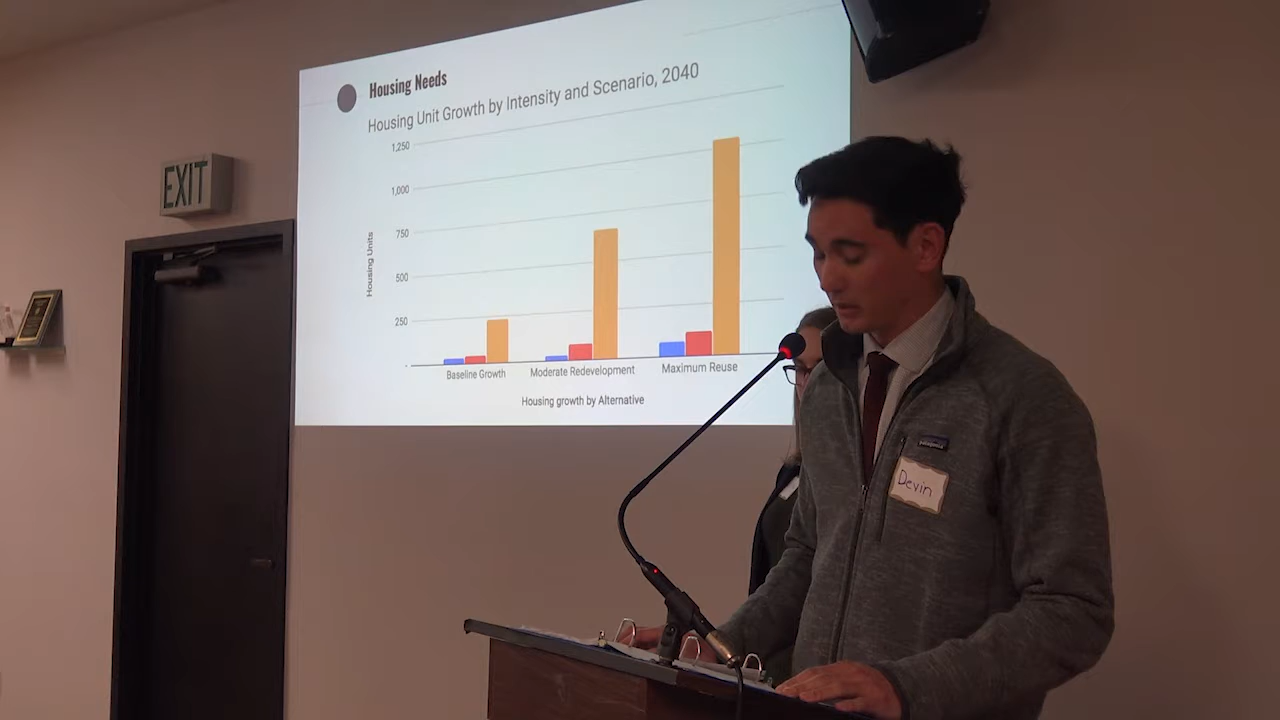 EXIT
Housing Needs
Housing Unit Growth by Intensity and Scenario, 2040
1,250
1,000
750
500
250
-
Housing Units
Baseline Growth
Moderate Redevelopment
Maximum Reuse
Housing growth by Alternative
patagonia
Devin